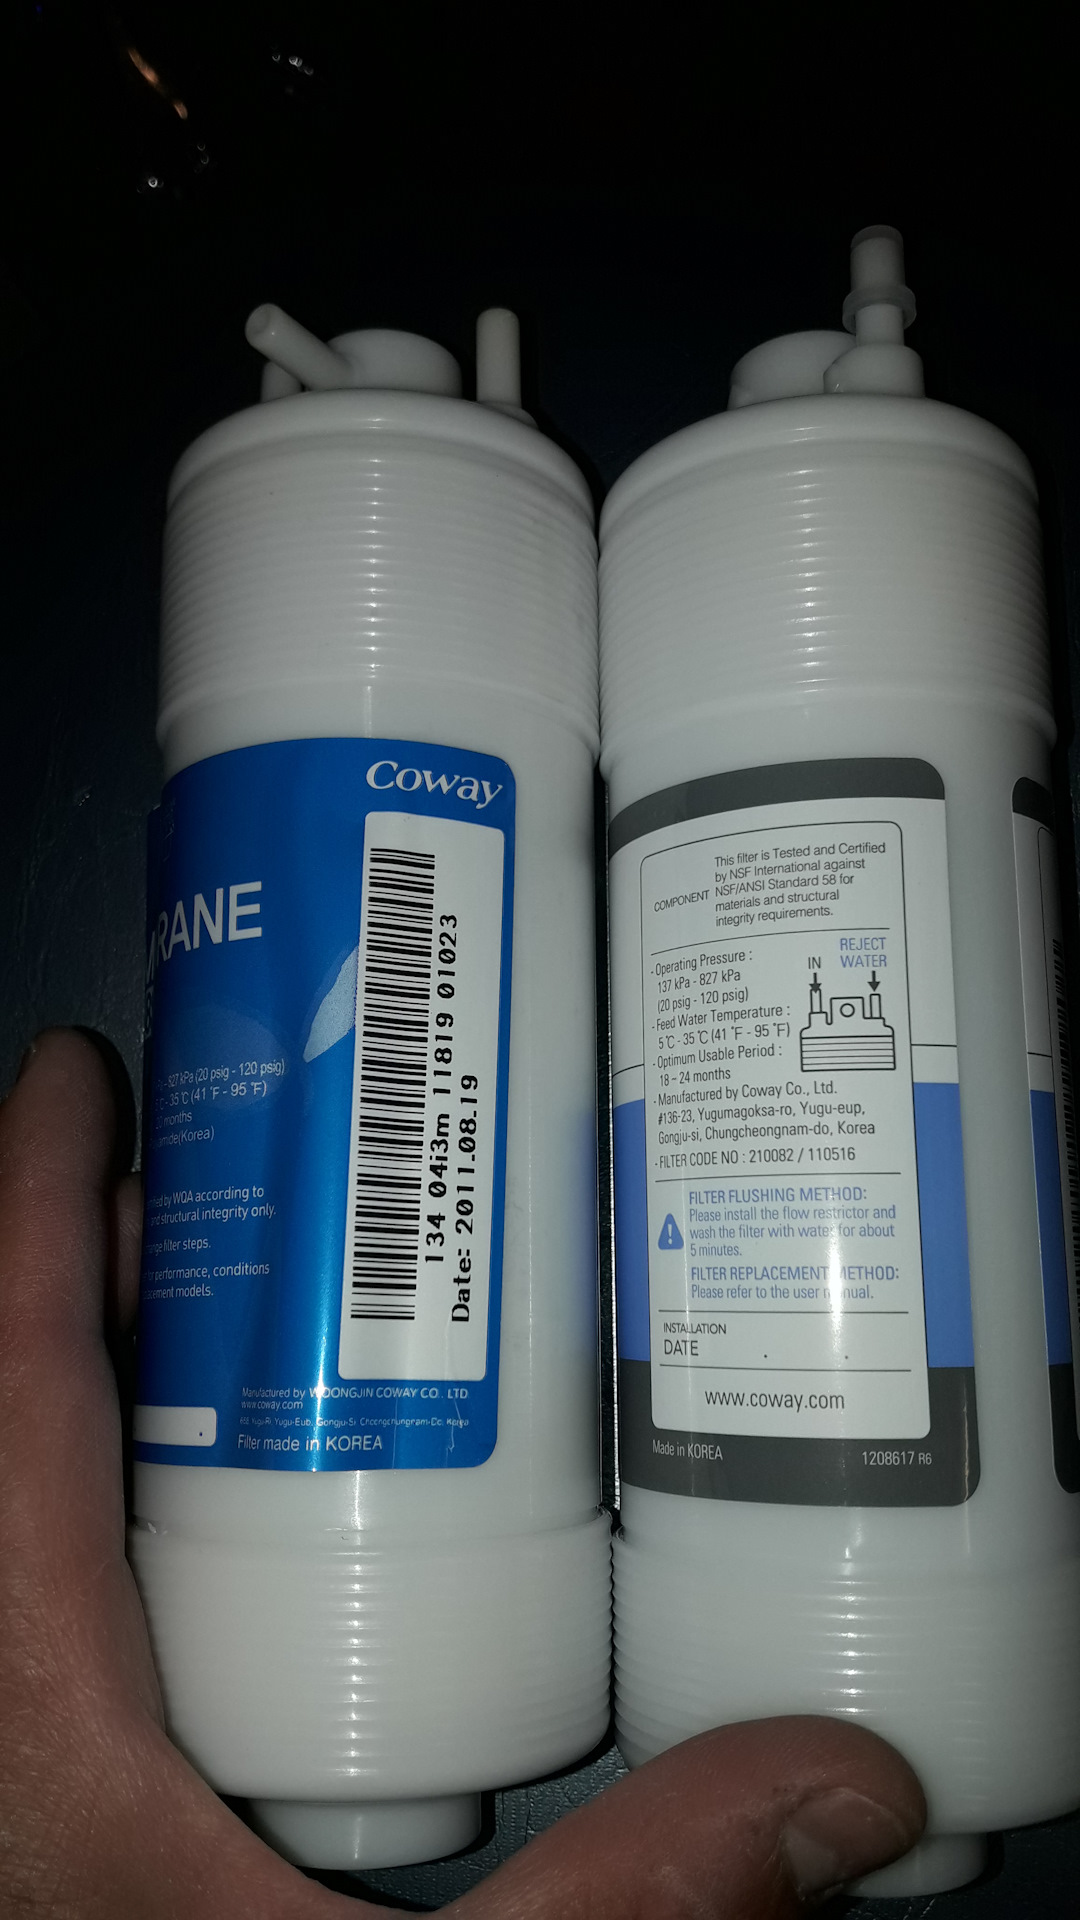 Coway
RANE
827 kPa (20 psig - 120 psig)
35 ℃ (41 ˚F - 95 ˚F)
months
(Korea)
by WQA according to
and structural integrity only.
filter steps.
for performance, conditions
models.
134 04i3m 11819 01023
Date: 2011.08.19
Manufactured by WOONGJIN COWAY CO., LTD.
www.coway.com
Yugu-Eub, Gongju-Si
Filter made in KOREA
COMPONENT
This filter is Tested and Certified
by NSF International against
NSF/ANSI Standard 58 for
materials and structural
integrity requirements.
- Operating Pressure :
137 kPa - 827 kPa
(20 psig - 120 psig)
- Feed Water Temperature :
5 ℃ - 35 ℃ (41 ˚F - 95 ˚F)
- Optimum Usable Period :
18 ~ 24 months
IN
REJECT
WATER
- Manufactured by Coway Co., Ltd.
#136-23, Yugumagoksa-ro, Yugu-eup,
Gongju-si, Chungcheongnam-do, Korea
- FILTER CODE NO : 210082 / 110516
FILTER FLUSHING METHOD:
Please install the flow restrictor and
wash the filter with water for about
5 minutes.
FILTER REPLACEMENT METHOD:
Please refer to the user manual.
INSTALLATION
DATE . .
www.coway.com
Made in KOREA
1208617 R6